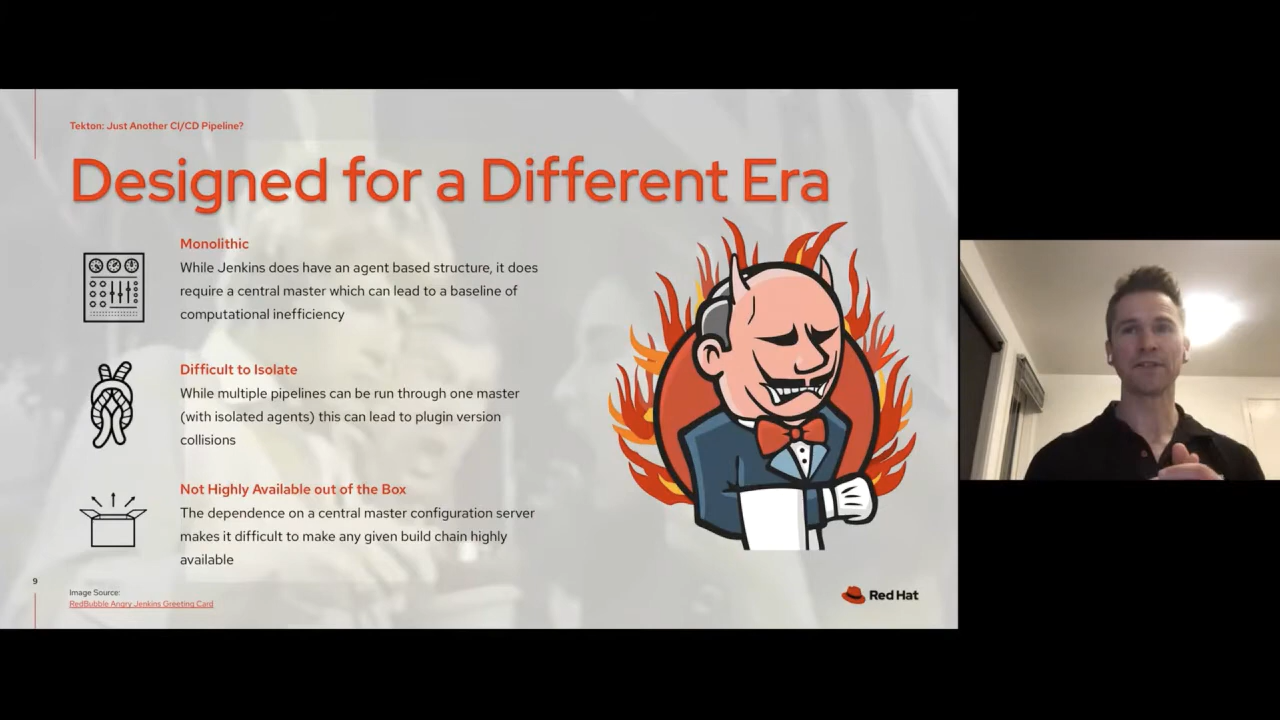 Tekton: Just Another CI/CD Pipeline?
Designed for a Different Era
Monolithic
While Jenkins does have an agent based structure, it does
require a central master which can lead to a baseline of
computational inefficiency
Difficult to Isolate
While multiple pipelines can be run through one master
(with isolated agents) this can lead to plugin version
collisions
Not Highly Available out of the Box
The dependence on a central master configuration server
makes it difficult to make any given build chain highly
available
9
Image Source:
RedBubble Angry Jenkins Greeting Card
Red Hat